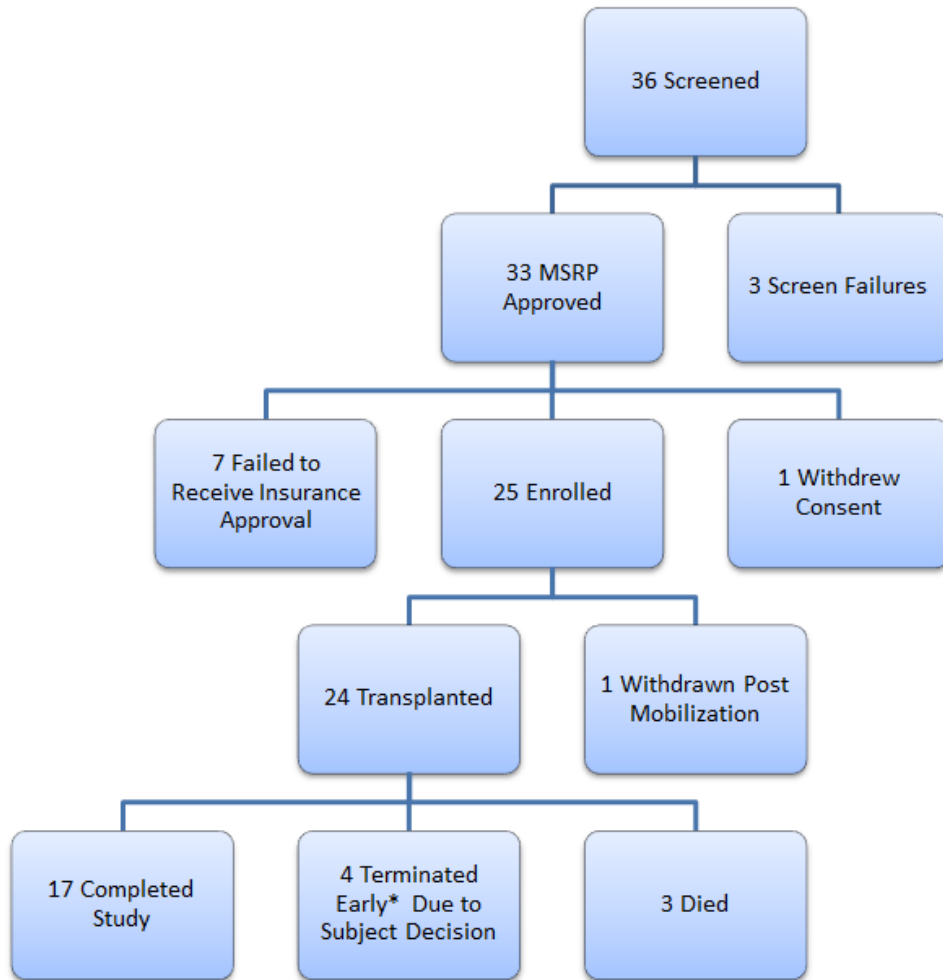 36 Screened
33 MSRP
Approved
3 Screen Failures
7 Failed to
Receive Insurance
Approval
25 Enrolled
1 Withdrew
Consent
24 Transplanted
1 Withdrawn Post
Mobilization
17 Completed
Study
4 Terminated
Early* Due to
Subject Decision
3 Died